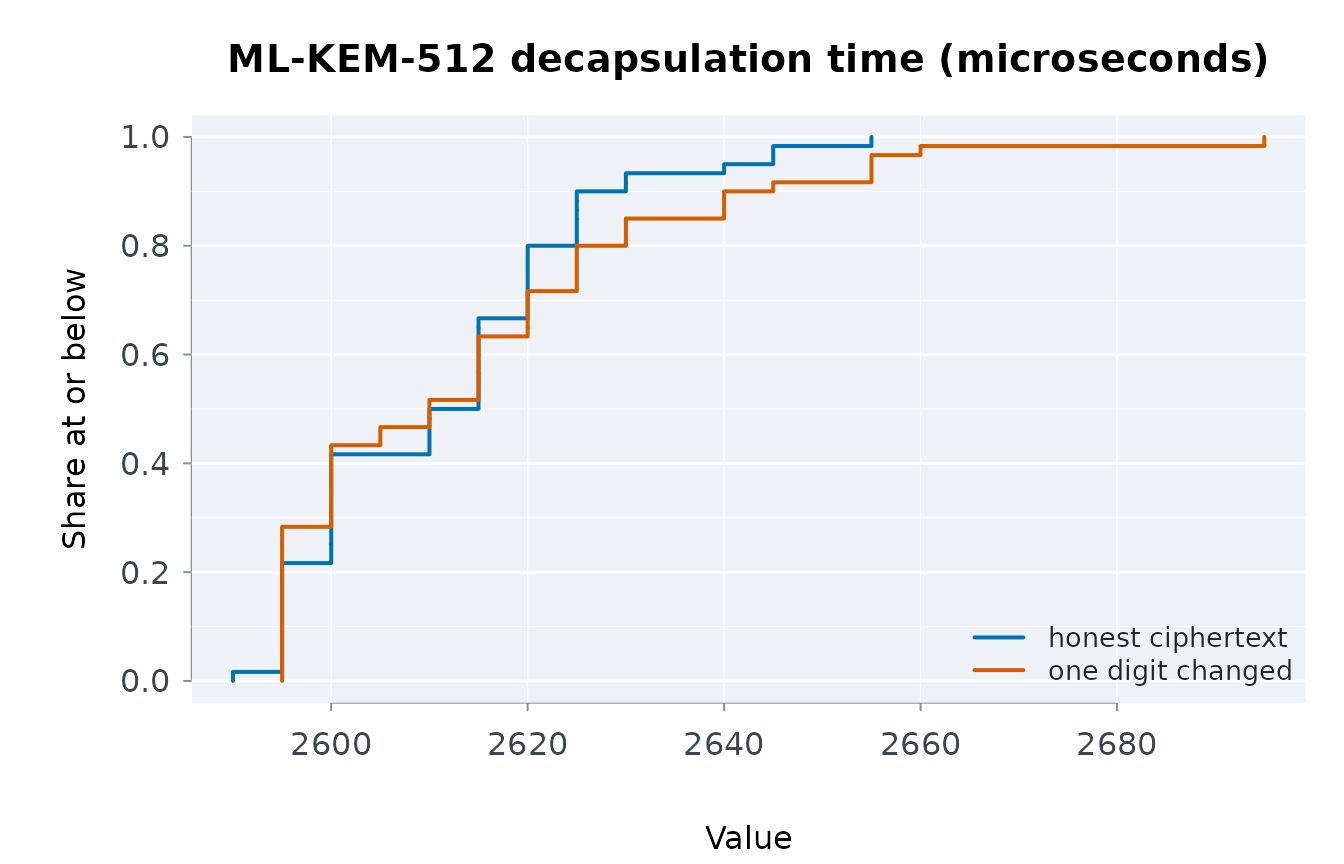 ML-KEM-512 decapsulation time (microseconds)
Share at or below
1.0
0.8
0.6
0.4
0.2
0.0
honest ciphertext
one digit changed
2600 2620 2640 2660 2680
Value